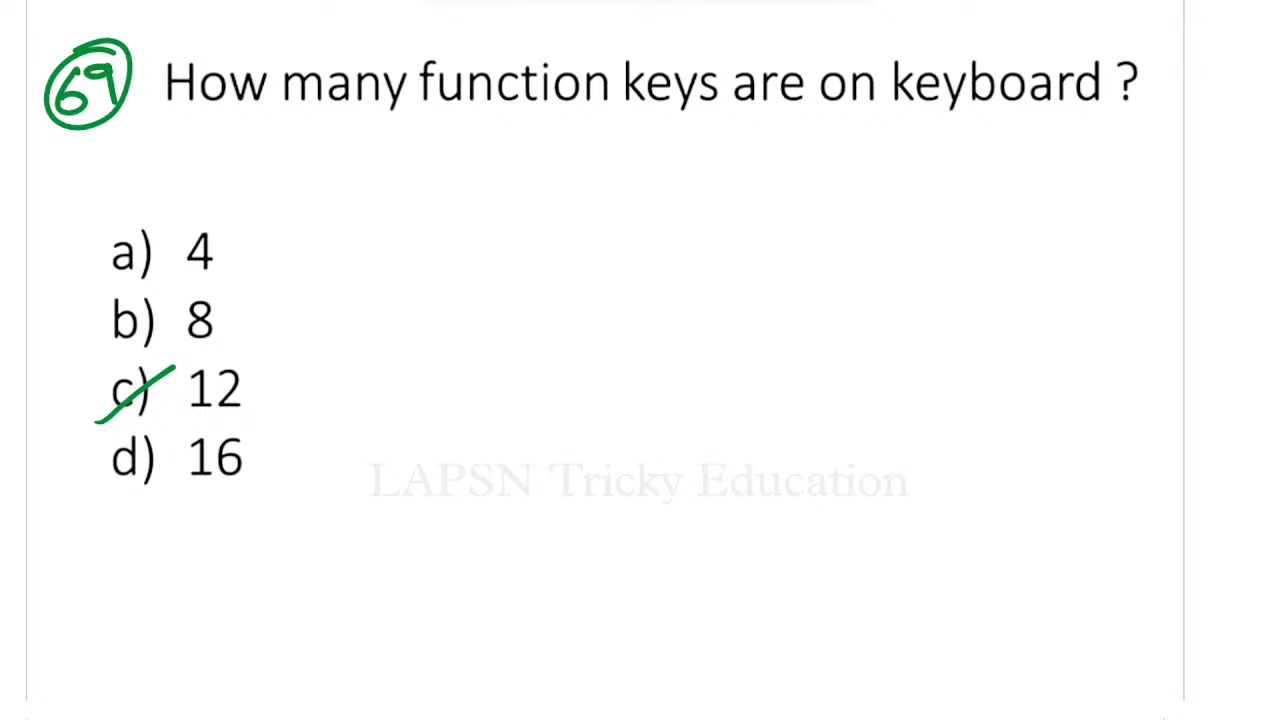 69 How many function keys are on keyboard ?
a) 4
b) 8
c) 12
d) 16
LAPSN Tricky Education